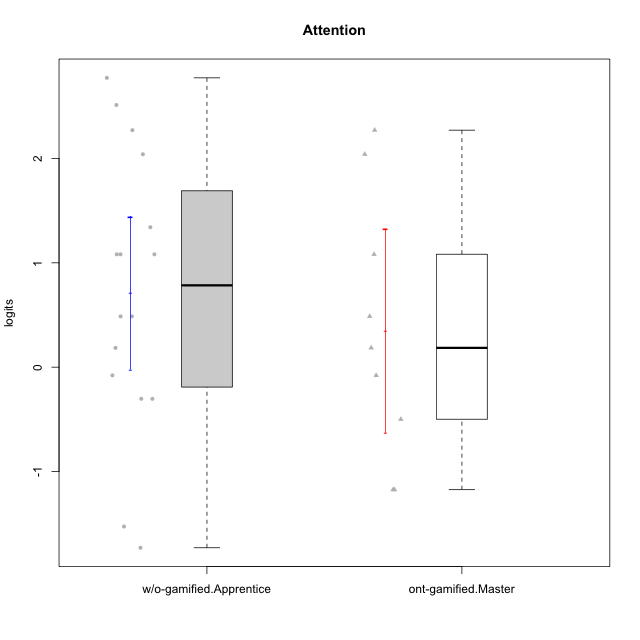 Attention
logits
2
1
0
-1
w/o-gamified.Apprentice
ont-gamified.Master